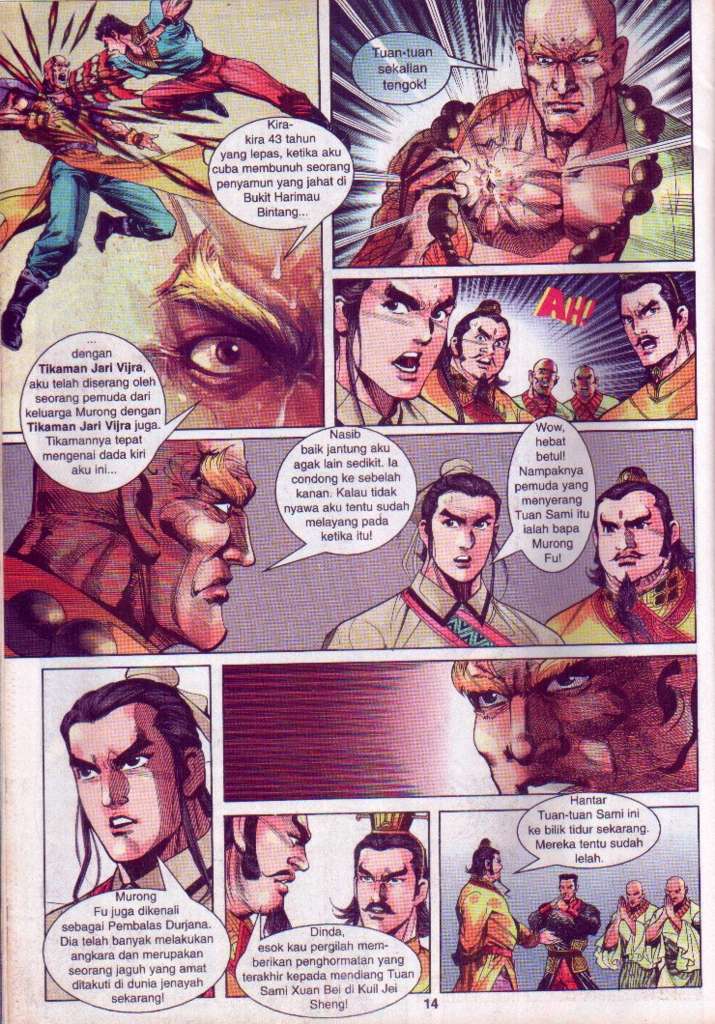 Kira-
kira 43 tahun
yang lepas, ketika aku
cuba membunuh seorang
penyamun yang jahat di
Bukit Harimau
Bintang...
...
dengan
Tikaman Jari Vijra,
aku telah diserang oleh
seorang pemuda dari
keluarga Murong dengan
Tikaman Jari Vijra juga.
Tikamannya tepat
mengenai dada kiri
aku ini...
Tuan-tuan
sekalian
tengok!
AH!
Nasib
baik jantung aku
agak lain sedikit. Ia
condong ke sebelah
kanan. Kalau tidak
nyawa aku tentu sudah
melayang pada
ketika itu!
Wow,
hebat
betul!
Nampaknya
pemuda yang
menyerang
Tuan Sami itu
ialah bapa
Murong
Fu!
Murong
Fu juga dikenali
sebagai Pembalas Durjana.
Dia telah banyak melakukan
angkara dan merupakan
seorang jaguh yang amat
ditakuti di dunia jenayah
sekarang!
Dinda,
esok kau pergilah mem-
berikan penghormatan yang
terakhir kepada mendiang Tuan
Sami Xuan Bei di Kuil Jei
Sheng!
Hantar
Tuan-tuan Sami ini
ke bilik tidur sekarang.
Mereka tentu sudah
lelah.
14